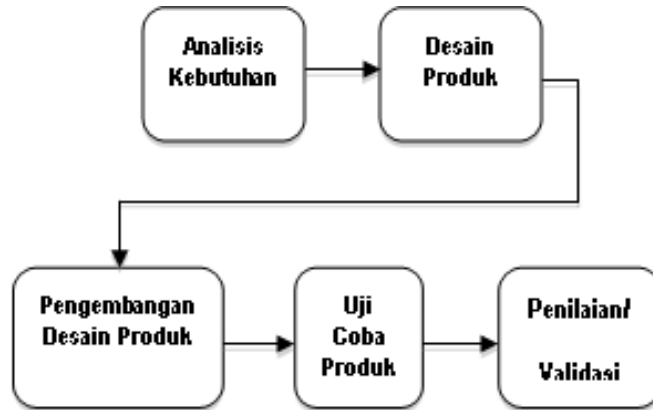 Analisis
Kebutuhan
Desain
Produk
Pengembangan
Desain Produk
Uji
Coba
Produk
Penilaian/
Validasi